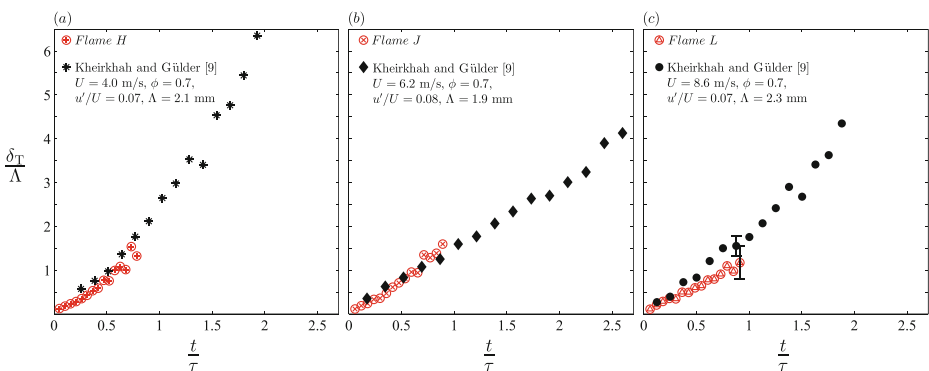 (a) (b) (c)
Flame H
Kheirkhah and Gülder [9]
U = 4.0 m/s, ϕ = 0.7,
u′/U = 0.07, Λ = 2.1 mm
Flame J
Kheirkhah and Gülder [9]
U = 6.2 m/s, ϕ = 0.7,
u′/U = 0.08, Λ = 1.9 mm
Flame L
Kheirkhah and Gülder [9]
U = 8.6 m/s, ϕ = 0.7,
u′/U = 0.07, Λ = 2.3 mm
δT/Λ
6
5
4
3
2
1
0 0.5 1 1.5 2 2.5
0 0.5 1 1.5 2 2.5
0 0.5 1 1.5 2 2.5
t/τ t/τ t/τ